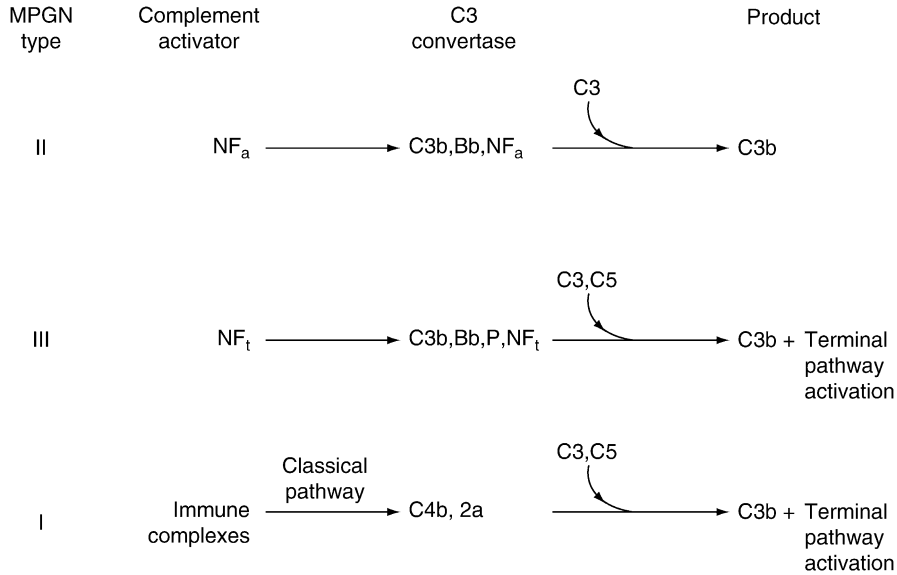 MPGN type
Complement activator
C3 convertase
Product
C3
II
NFa
C3b,Bb,NFa
C3b
C3,C5
III
NFt
C3b,Bb,P,NFt
C3b + Terminal pathway activation
Classical pathway
C3,C5
I
Immune complexes
C4b, 2a
C3b + Terminal pathway activation